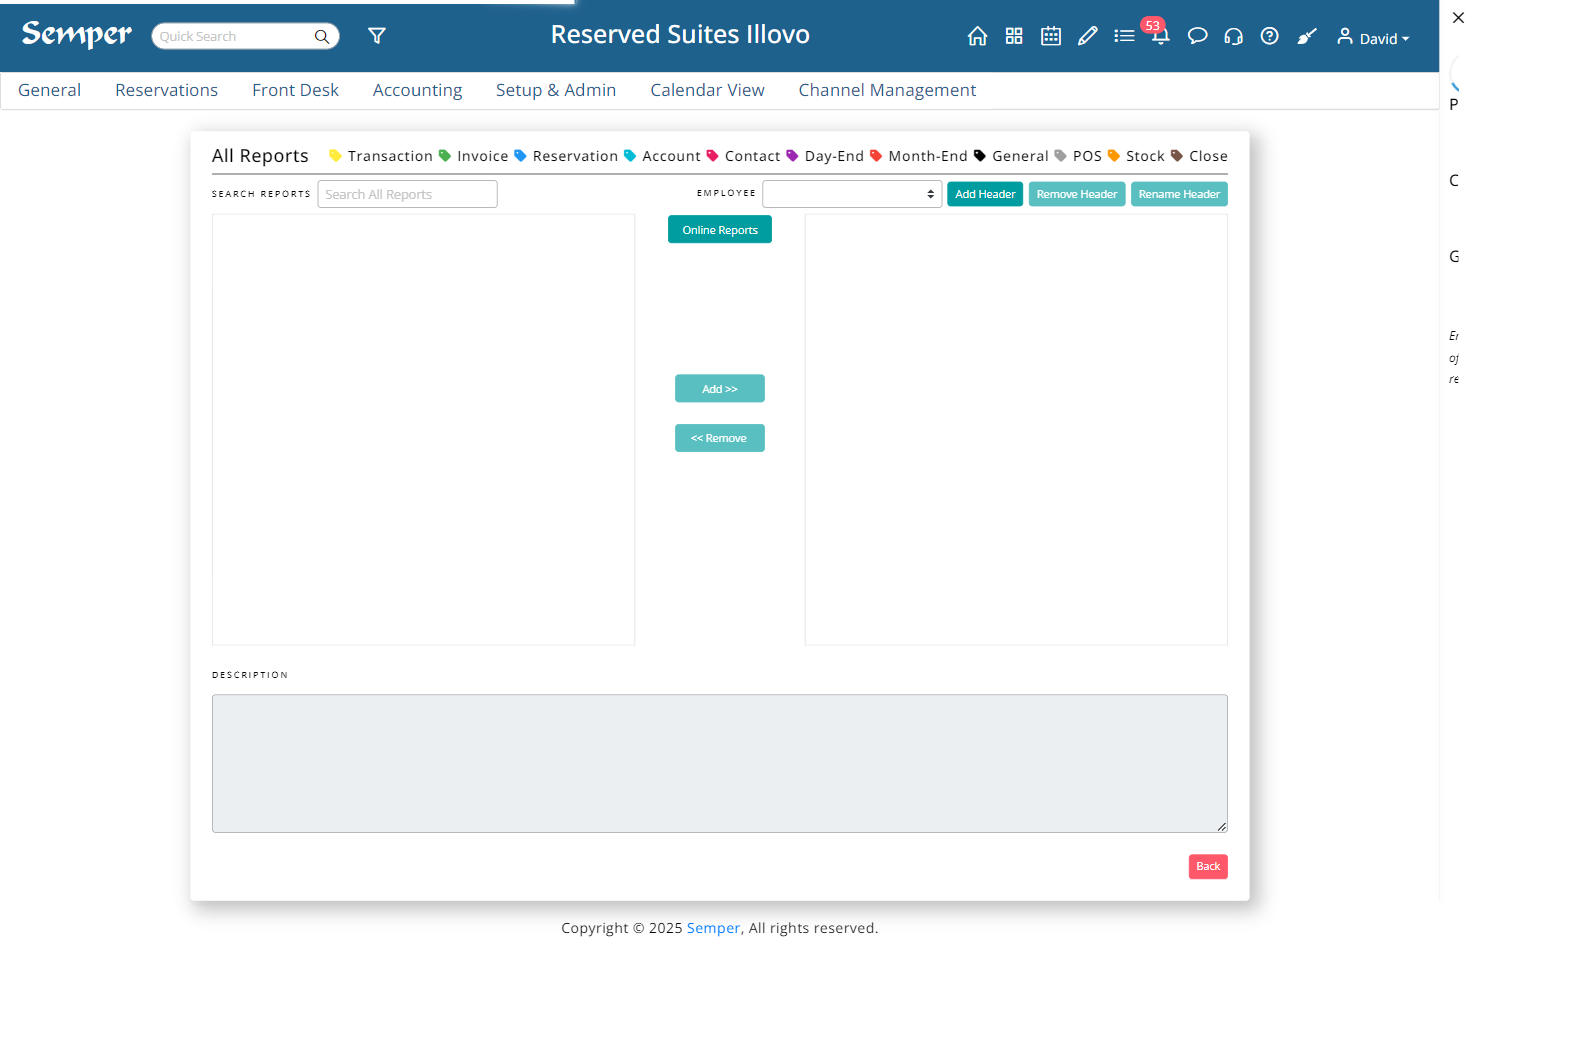 Semper
Quick Search
Reserved Suites Illovo
53
David
General Reservations Front Desk Accounting Setup & Admin Calendar View Channel Management
All Reports Transaction Invoice Reservation Account Contact Day-End Month-End General POS Stock Close
SEARCH REPORTS Search All Reports EMPLOYEE Add Header Remove Header Rename Header
Online Reports
Add >>
<< Remove
DESCRIPTION
Back
Copyright © 2025 Semper, All rights reserved.
P
C
G
Er
of
re